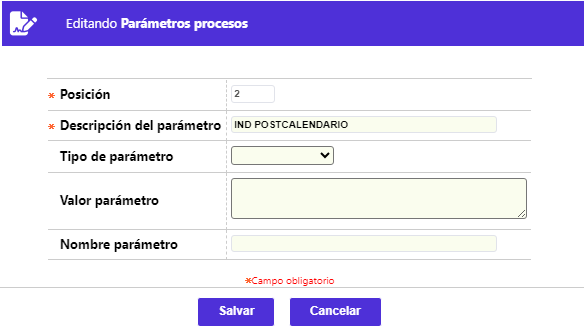 Editando Parámetros procesos
* Posición 2
* Descripción del parámetro IND POSTCALENDARIO
Tipo de parámetro
Valor parámetro
Nombre parámetro
*Campo obligatorio
Salvar Cancelar